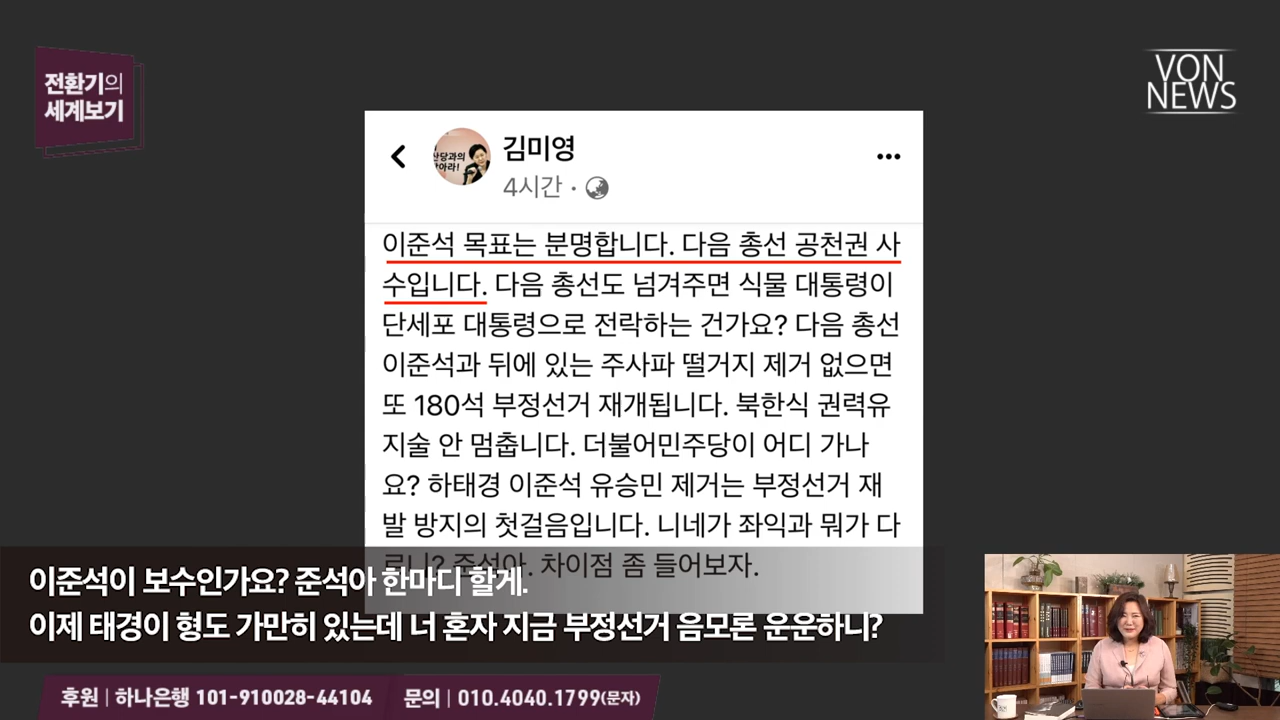 전환기의
세계보기
VON
NEWS
김미영
4시간 ·
이준석 목표는 분명합니다. 다음 총선 공천권 사
수입니다. 다음 총선도 넘겨주면 식물 대통령이
단세포 대통령으로 전락하는 건가요? 다음 총선
이준석과 뒤에 있는 주사파 떨거지 제거 없으면
또 180석 부정선거 재개됩니다. 북한식 권력유
지술 안 멈춥니다. 더불어민주당이 어디 가나
요? 하태경 이준석 유승민 제거는 부정선거 재
발 방지의 첫걸음입니다. 니네가 좌익과 뭐가 다
르니? 준석아. 차이점 좀 들어보자.
이준석이 보수인가요? 준석아 한마디 할게.
이제 태경이 형도 가만히 있는데 너 혼자 지금 부정선거 음모론 운운하니?
후원 | 하나은행 101-910028-44104 문의 | 010.4040.1799(문자)